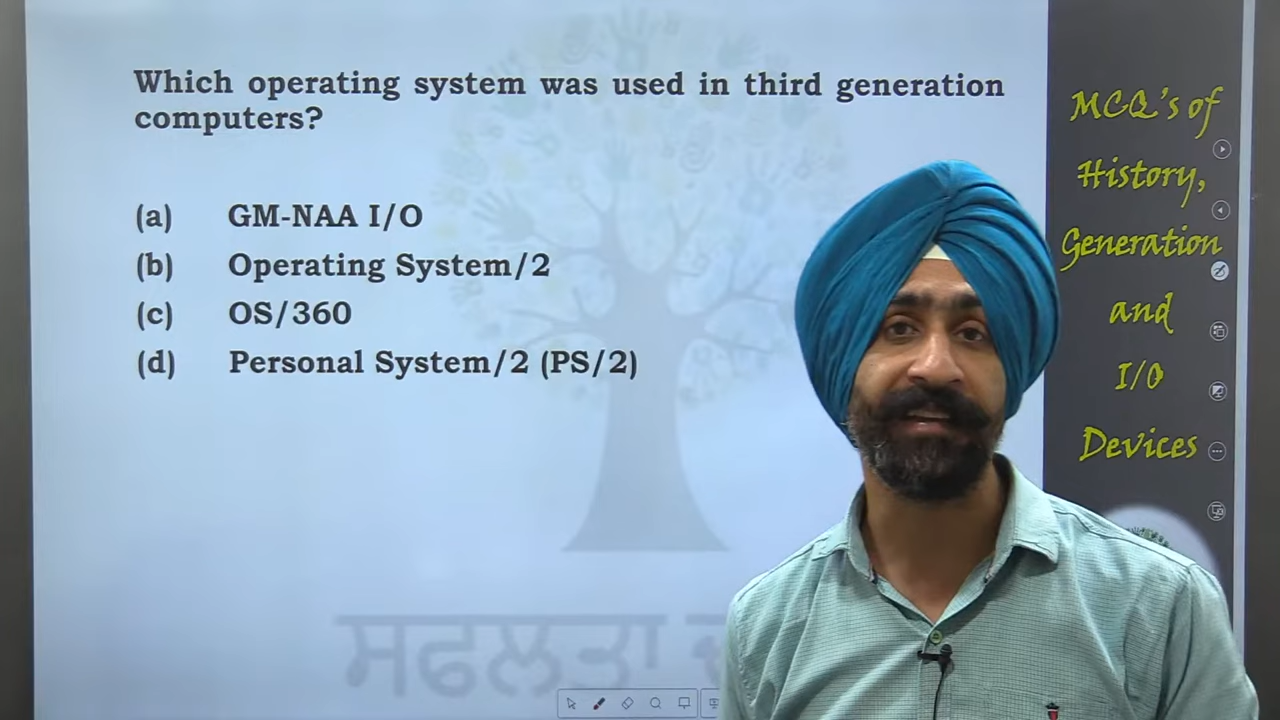 Which operating system was used in third generation
computers?
(a) GM-NAA I/O
(b) Operating System/2
(c) OS/360
(d) Personal System/2 (PS/2)
MCQ's of
History,
Generation
and
I/O
Devices
ਸਫਲਤਾ